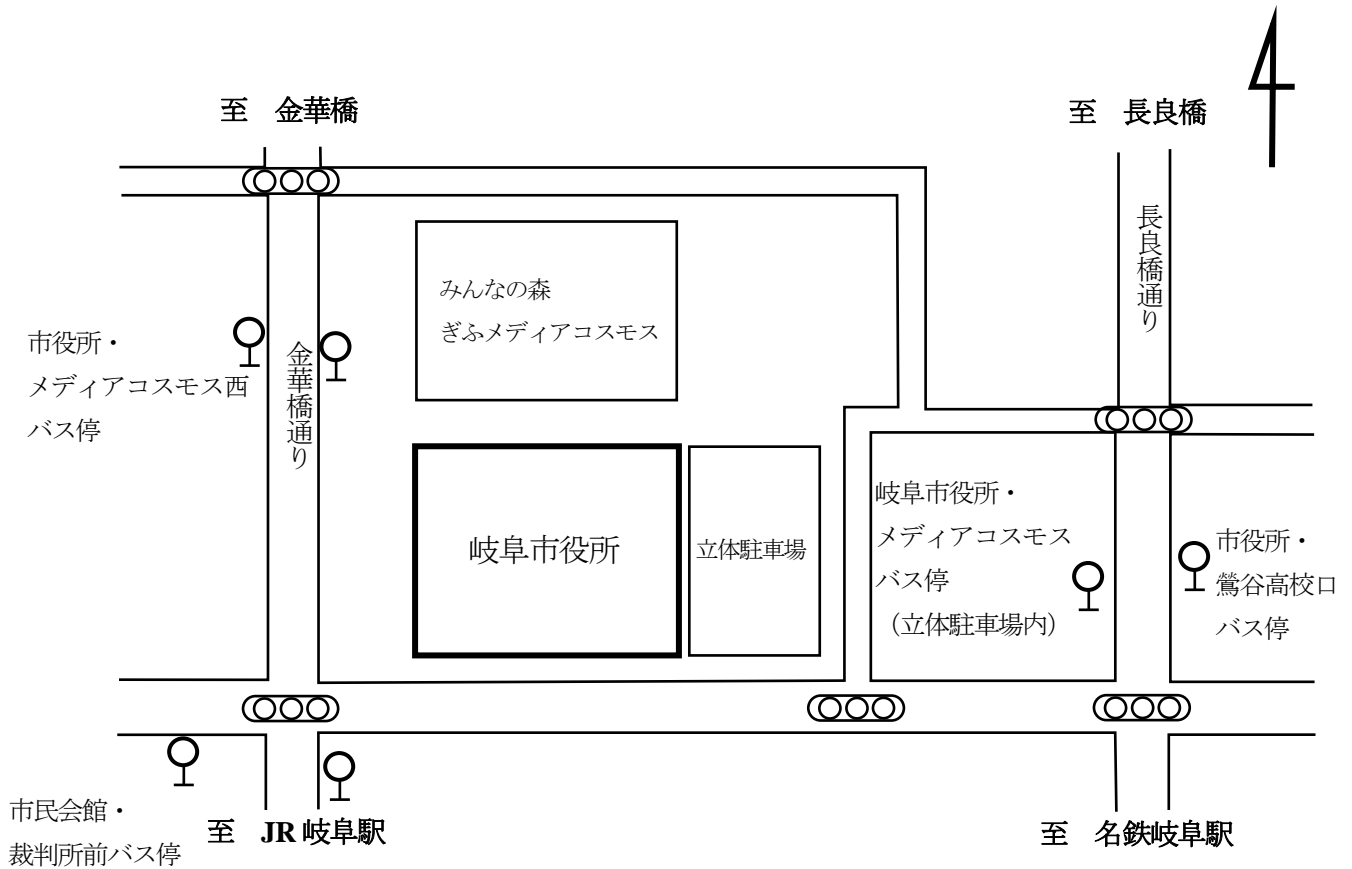 至 金華橋
至 長良橋
長良橋通り
みんなの森
ぎふメディアコスモス
市役所・
メディアコスモス西
バス停
金華橋通り
岐阜市役所
立体駐車場
岐阜市役所・
メディアコスモス
バス停
（立体駐車場内）
市役所・
鶯谷高校口
バス停
市民会館・
裁判所前バス停
至 JR 岐阜駅
至 名鉄岐阜駅